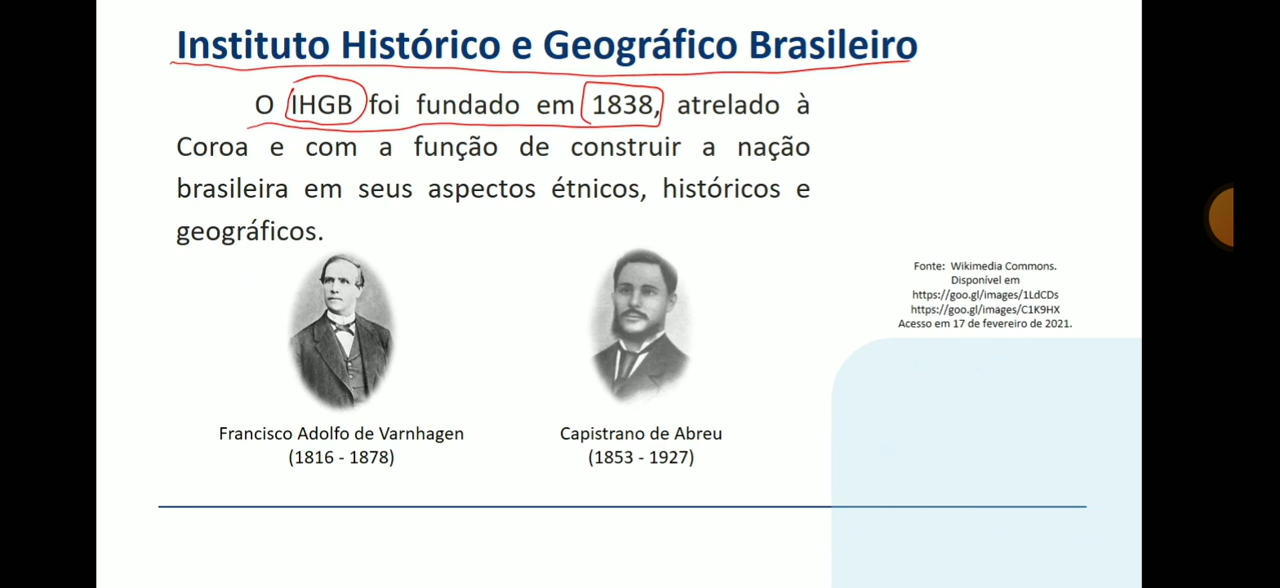 Instituto Histórico e Geográfico Brasileiro
O IHGB foi fundado em 1838, atrelado à
Coroa e com a função de construir a nação
brasileira em seus aspectos étnicos, históricos e
geográficos.
Fonte: Wikimedia Commons.
Disponível em
https://goo.gl/images/1LdCDs
https://goo.gl/images/C1K9HX
Acesso em 17 de fevereiro de 2021.
Francisco Adolfo de Varnhagen
(1816 - 1878)
Capistrano de Abreu
(1853 - 1927)